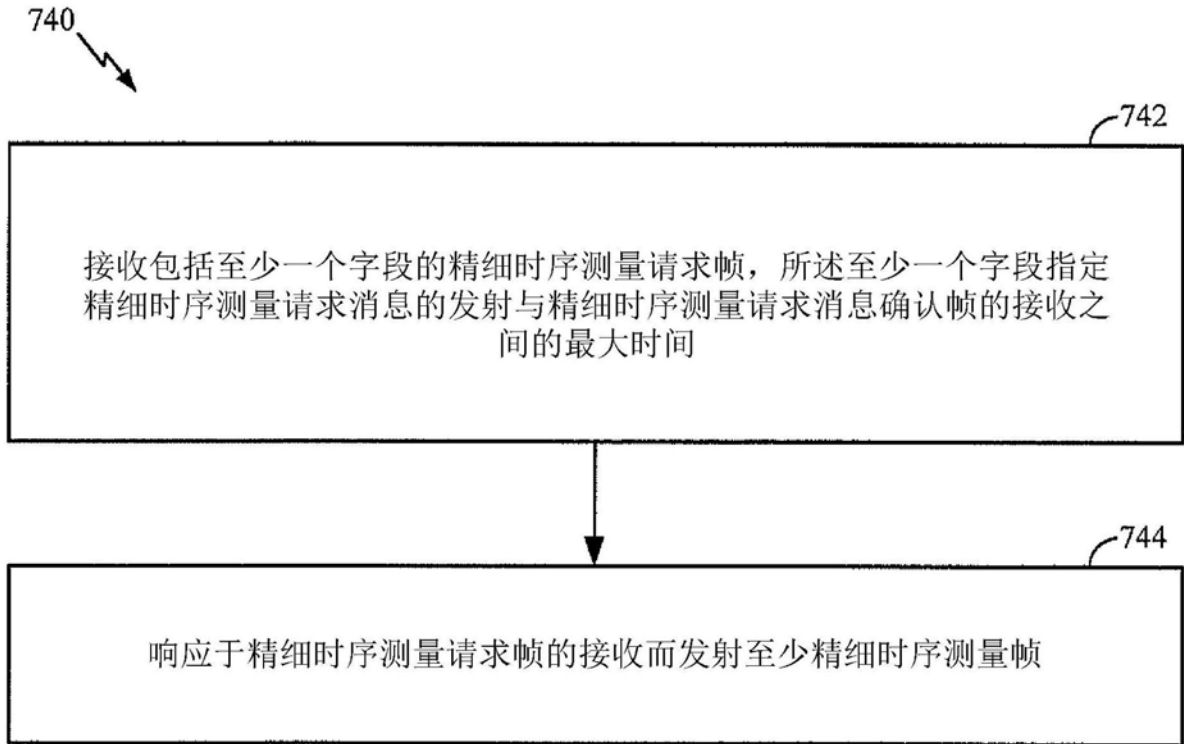 740
742
接收包括至少一个字段的精细时序测量请求帧，所述至少一个字段指定
精细时序测量请求消息的发射与精细时序测量请求消息确认帧的接收之
间的最大时间
744
响应于精细时序测量请求帧的接收而发射至少精细时序测量帧